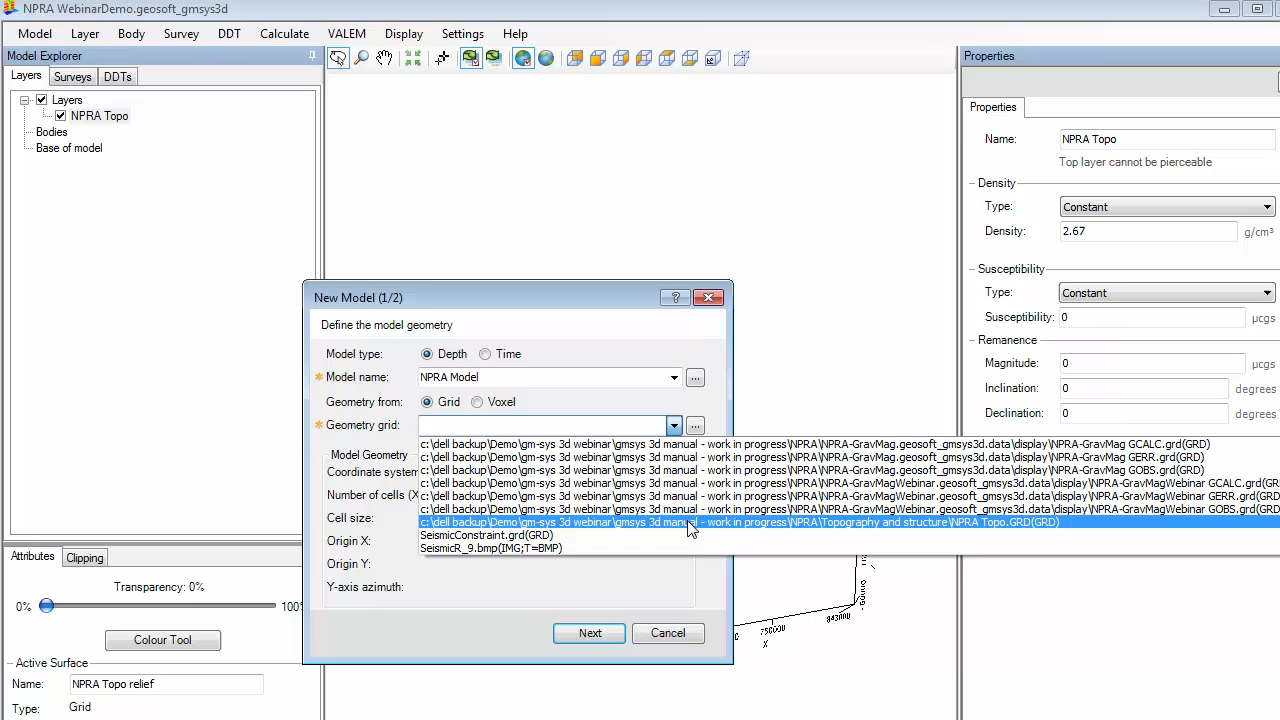 NPRA WebinarDemo.geosoft_gmsys3d
Model Layer Body Survey DDT Calculate VALEM Display Settings Help
Model Explorer
Layers Surveys DDTs
Layers
NPRA Topo
Bodies
Base of model
Attributes Clipping
Transparency: 0%
0% 100%
Colour Tool
Active Surface
Name: NPRA Topo relief
Type: Grid
New Model (1/2)
Define the model geometry
Model type: Depth Time
* Model name: NPRA Model
Geometry from: Grid Voxel
* Geometry grid:
c:\dell backup\Demo\gm-sys 3d webinar\gmsys 3d manual - work in progress\NPRA\NPRA-GravMag.geosoft_gmsys3d.data\display\NPRA-GravMag GCALC.grd(GRD)
c:\dell backup\Demo\gm-sys 3d webinar\gmsys 3d manual - work in progress\NPRA\NPRA-GravMag.geosoft_gmsys3d.data\display\NPRA-GravMag GERR.grd(GRD)
c:\dell backup\Demo\gm-sys 3d webinar\gmsys 3d manual - work in progress\NPRA\NPRA-GravMag.geosoft_gmsys3d.data\display\NPRA-GravMag GOBS.grd(GRD)
c:\dell backup\Demo\gm-sys 3d webinar\gmsys 3d manual - work in progress\NPRA\NPRA-GravMagWebinar.geosoft_gmsys3d.data\display\NPRA-GravMagWebinar GCALC.grd(GR
c:\dell backup\Demo\gm-sys 3d webinar\gmsys 3d manual - work in progress\NPRA\NPRA-GravMagWebinar.geosoft_gmsys3d.data\display\NPRA-GravMagWebinar GERR.grd(GRD
c:\dell backup\Demo\gm-sys 3d webinar\gmsys 3d manual - work in progress\NPRA\NPRA-GravMagWebinar.geosoft_gmsys3d.data\display\NPRA-GravMagWebinar GOBS.grd(GRD
c:\dell backup\Demo\gm-sys 3d webinar\gmsys 3d manual - work in progress\NPRA\Topography and structure\NPRA Topo.GRD(GRD)
SeismicConstraint.grd(GRD)
SeismicR_9.bmp(IMG;T=BMP)
Model Geometry
Coordinate system
Number of cells (X
Cell size:
Origin X:
Origin Y:
Y-axis azimuth:
Next Cancel
750000
843000
X
Properties
Properties
Name: NPRA Topo
Top layer cannot be pierceable
Density
Type: Constant
Density: 2.67 g/cm³
Susceptibility
Type: Constant
Susceptibility: 0 µcgs
Remanence
Magnitude: 0 µcgs
Inclination: 0 degrees
Declination: 0 degrees